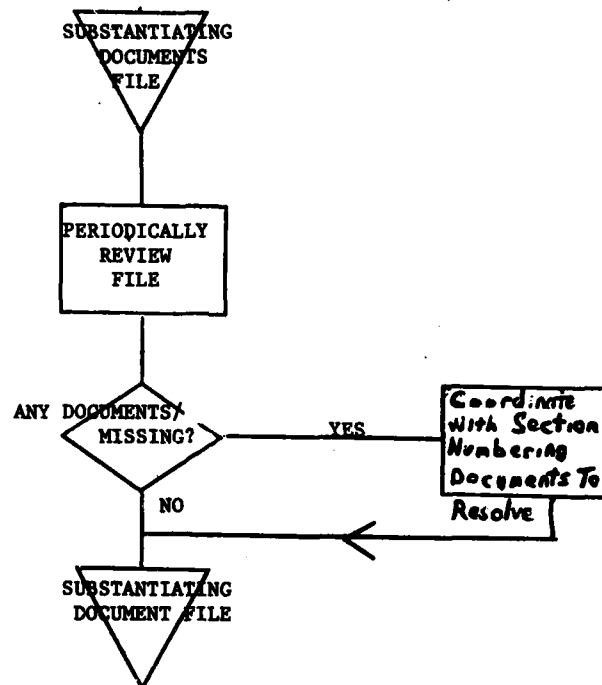 SUBSTANTIATING
DOCUMENTS
FILE
PERIODICALLY
REVIEW
FILE
ANY DOCUMENTS/
MISSING?
YES
Coordinate
With Section
Numbering
Documents To
Resolve
NO
SUBSTANTIATING
DOCUMENT FILE